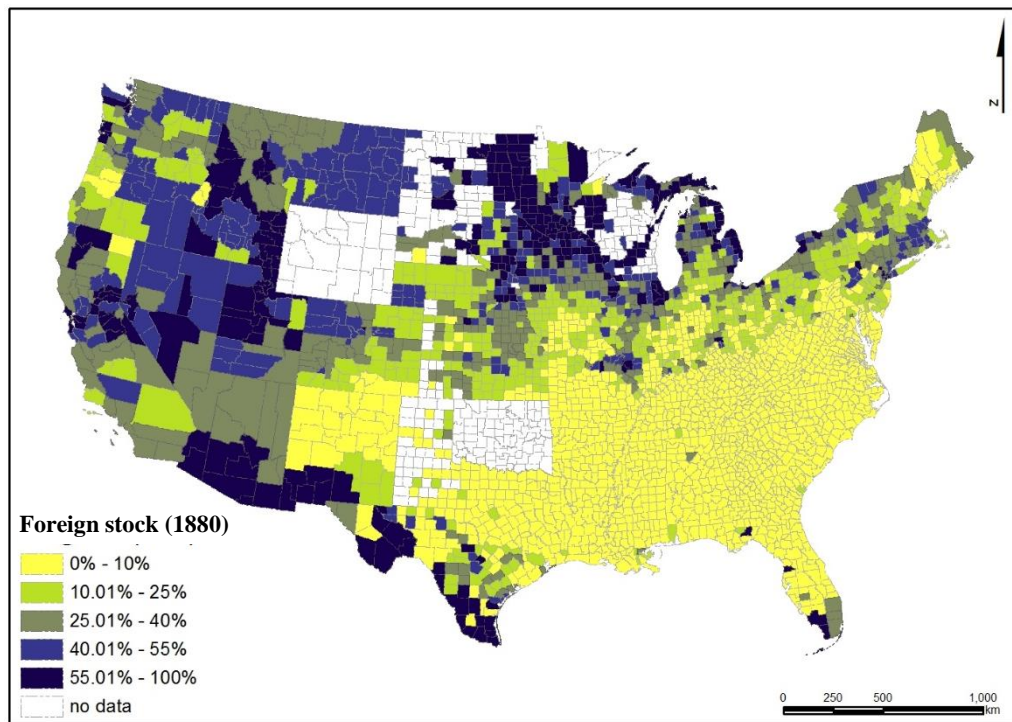 N
Foreign stock (1880)
0% - 10%
10.01% - 25%
25.01% - 40%
40.01% - 55%
55.01% - 100%
no data
0 250 500 1,000
km